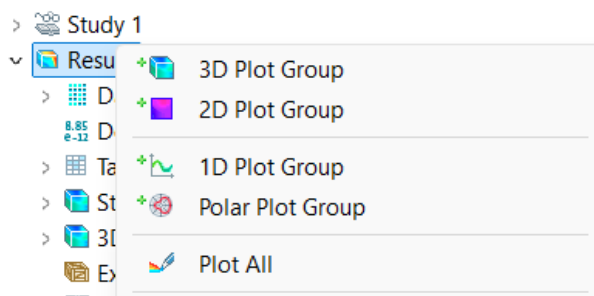 Study 1
Resu
3D Plot Group
D
2D Plot Group
8.85
e-12
D
Ta
1D Plot Group
St
Polar Plot Group
3D
Plot All
Ex